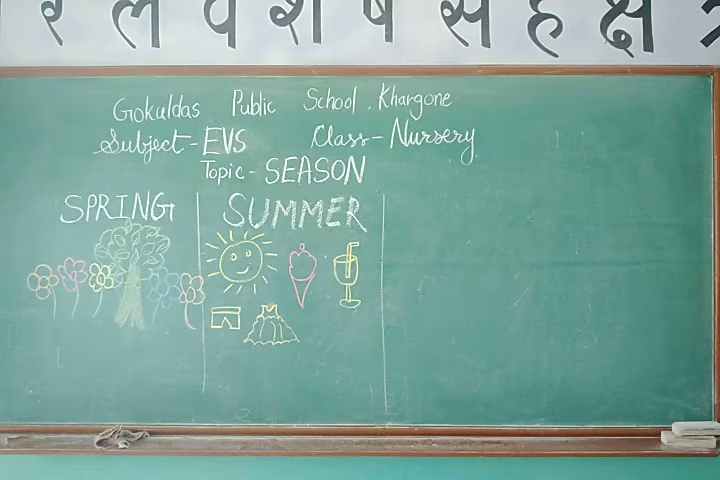 र ल व श ष स ह क्ष
Gokuldas Public School . Khargone
Subject - EVS Class - Nursery
Topic - SEASON
SPRING SUMMER